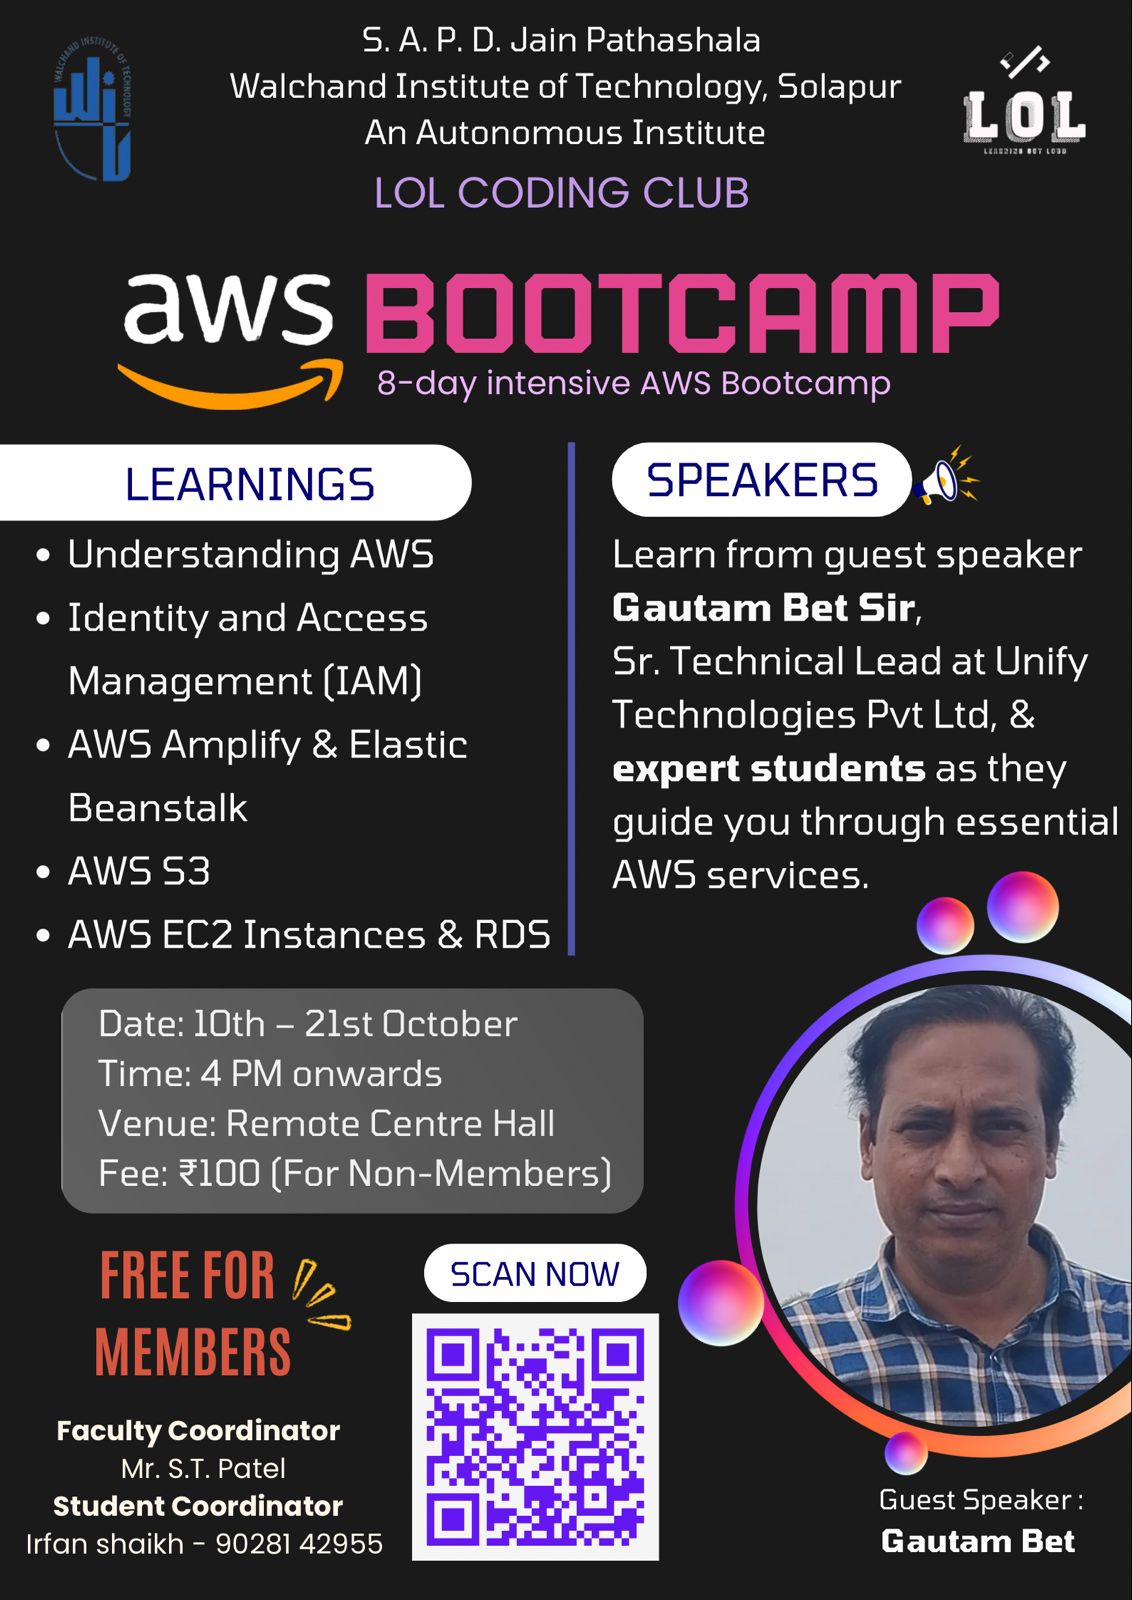 WALCHAND INSTITUTE OF TECHNOLOGY
WIT
S. A. P. D. Jain Pathashala
Walchand Institute of Technology, Solapur
An Autonomous Institute
LOL CODING CLUB
LOL
LEARNING OUT LOUD
aws BOOTCAMP
8-day intensive AWS Bootcamp
LEARNINGS
• Understanding AWS
• Identity and Access
Management (IAM)
• AWS Amplify & Elastic
Beanstalk
• AWS S3
• AWS EC2 Instances & RDS
SPEAKERS
Learn from guest speaker
Gautam Bet Sir,
Sr. Technical Lead at Unify
Technologies Pvt Ltd, &
expert students as they
guide you through essential
AWS services.
Date: 10th – 21st October
Time: 4 PM onwards
Venue: Remote Centre Hall
Fee: ₹100 (For Non-Members)
FREE FOR
MEMBERS
SCAN NOW
Faculty Coordinator
Mr. S.T. Patel
Student Coordinator
Irfan shaikh - 90281 42955
Guest Speaker :
Gautam Bet